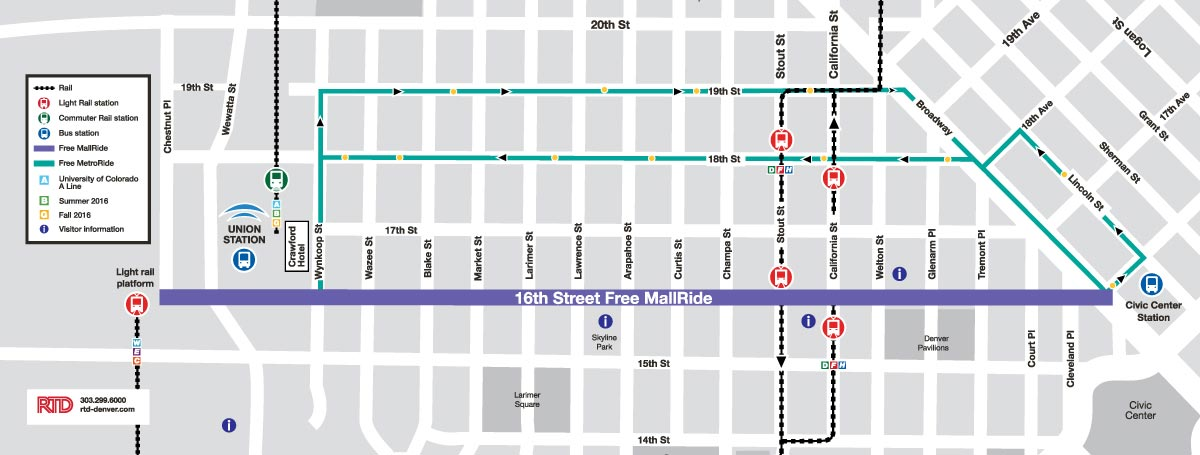 20th St
Stout St
California St
19th Ave
Logan St
Rail
Light Rail station
Commuter Rail station
Bus station
Free MallRide
Free MetroRide
A
University of Colorado
A Line
B
Summer 2016
G
Fall 2016
i
Visitor information
Chestnut Pl
19th St
Wewatta St
19th St
Broadway
18th Ave
17th Ave
Grant St
Sherman St
Lincoln St
18th St
D F H
A
B
G
UNION
STATION
Crawford
Hotel
Wynkoop St
17th St
Wazee St
Blake St
Market St
Larimer St
Lawrence St
Arapahoe St
Curtis St
Champa St
Stout St
California St
Welton St
Glenarm Pl
Tremont Pl
i
Light rail
platform
16th Street Free MallRide
Civic Center
Station
W
E
C
i
Skyline
Park
i
Denver
Pavilions
Court Pl
Cleveland Pl
15th St
D F H
RTD
303.299.6000
rtd-denver.com
Larimer
Square
Civic
Center
i
14th St